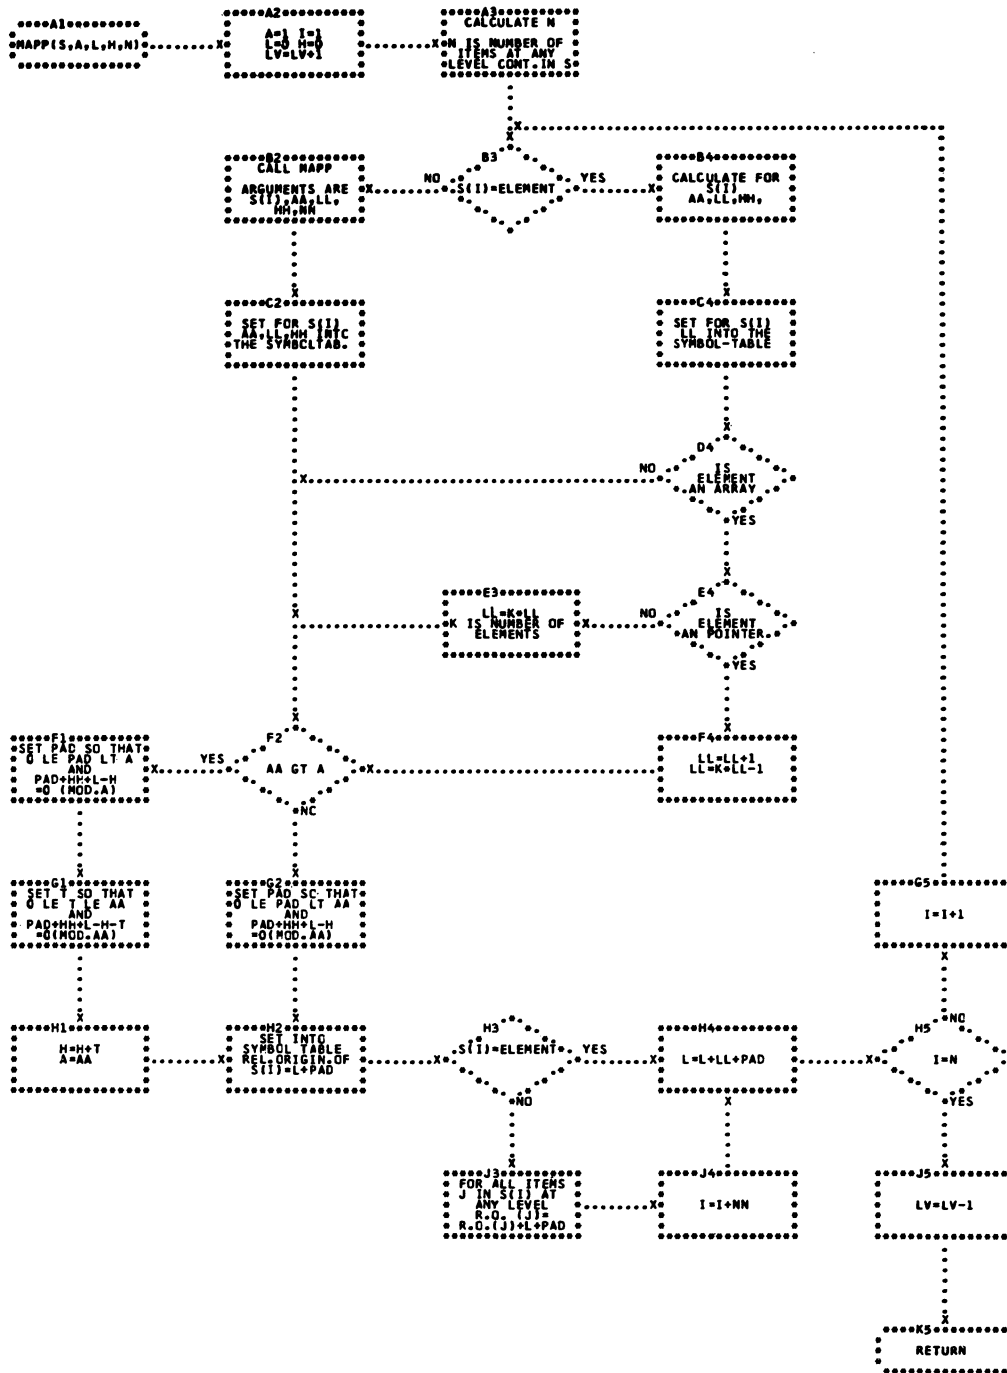 A1
MAPP(S,A,L,H,N)
A2
A=1 I=1
L=0 H=0
LV=LV+1
A3
CALCULATE N
N IS NUMBER OF
ITEMS AT ANY
LEVEL CONT.IN S
B2
CALL MAPP
ARGUMENTS ARE
S(I),AA,LL,
HH,NN
NO
B3
S(I)=ELEMENT
YES
B4
CALCULATE FOR
S(I)
AA,LL,HH,
C2
SET FOR S(I)
AA,LL,HH INTC
THE SYMBCLTAB.
C4
SET FOR S(I)
LL INTO THE
SYMBOL-TABLE
NO
D4
IS
ELEMENT
AN ARRAY
YES
E3
LL=K*LL
K IS NUMBER OF
ELEMENTS
NO
E4
IS
ELEMENT
AN POINTER
YES
F1
SET PAD SO THAT
0 LE PAD LT A
AND
PAD+HH+L-H
=0 (MOD.A)
YES
F2
AA GT A
NC
F4
LL=LL+1
LL=K*LL-1
G1
SET T SO THAT
0 LE T LE AA
AND
PAD+HH+L-H-T
=0(MOD.AA)
G2
SET PAD SC THAT
0 LE PAD LT AA
AND
PAD+HH+L-H
=0(MOD.AA)
G5
I=I+1
H1
H=H+T
A=AA
H2
SET INTO
SYMBOL TABLE
REL.ORIGIN.OF
S(I)=L+PAD
H3
S(I)=ELEMENT
YES
NO
H4
L=L+LL+PAD
NO
H5
I=N
YES
J3
FOR ALL ITEMS
J IN S(I) AT
ANY LEVEL
R.O. (J)=
R.O.(J)+L+PAD
J4
I=I+NN
J5
LV=LV-1
K5
RETURN